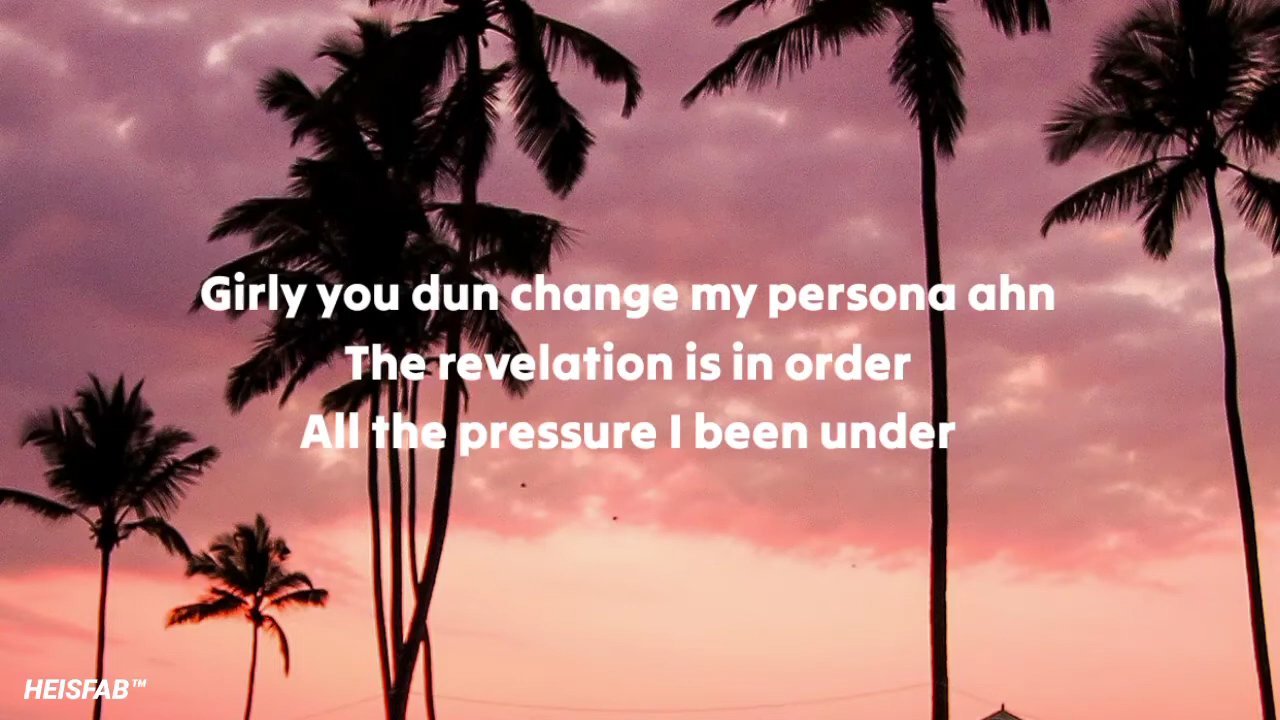 Girly you dun change my persona ahn
The revelation is in order
All the pressure I been under
HEISFAB™